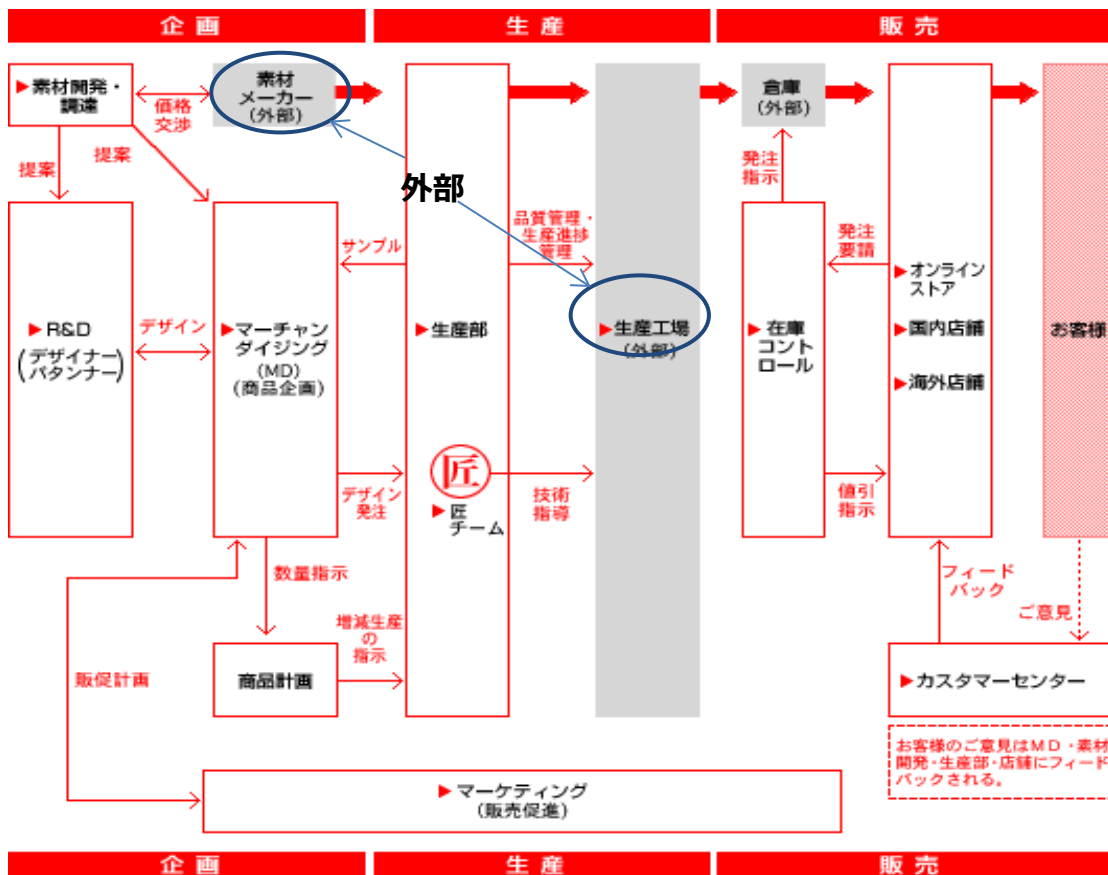 企画
生産
販売
▶素材開発・
調達
価格
交渉
素材
メーカー
(外部)
倉庫
(外部)
提案
提案
発注
指示
外部
サンプル
品質管理・
生産進捗
管理
発注
要請
▶R&D
(デザイナー
パタンナー)
デザイン
▶マーチャン
ダイジング
(MD)
(商品企画)
▶生産部
▶生産工場
(外部)
▶在庫
コント
ロール
▶オンライン
ストア
▶国内店舗
▶海外店舗
お客様
デザイン
発注
匠
▶匠
チーム
技術
指導
値引
指示
数量指示
増減生産
の
指示
フィード
バック
ご意見
販促計画
商品計画
▶カスタマーセンター
お客様のご意見はMD・素材
開発・生産部・店舗にフィード
バックされる。
▶マーケティング
(販売促進)
企画
生産
販売